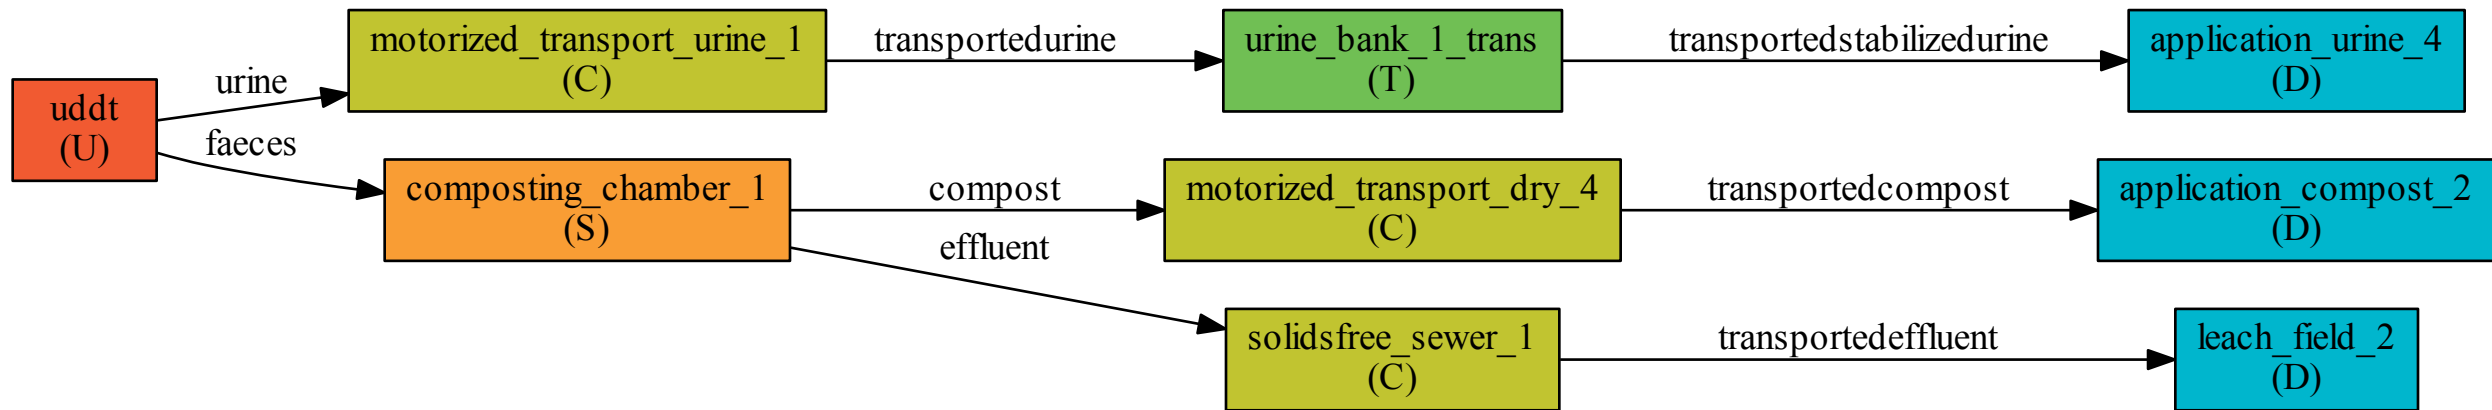 uddt
(U)
urine
faeces
motorized_transport_urine_1
(C)
transportedurine
urine_bank_1_trans
(T)
transportedstabilizedurine
application_urine_4
(D)
composting_chamber_1
(S)
compost
effluent
motorized_transport_dry_4
(C)
transportedcompost
application_compost_2
(D)
solidsfree_sewer_1
(C)
transportedeffluent
leach_field_2
(D)